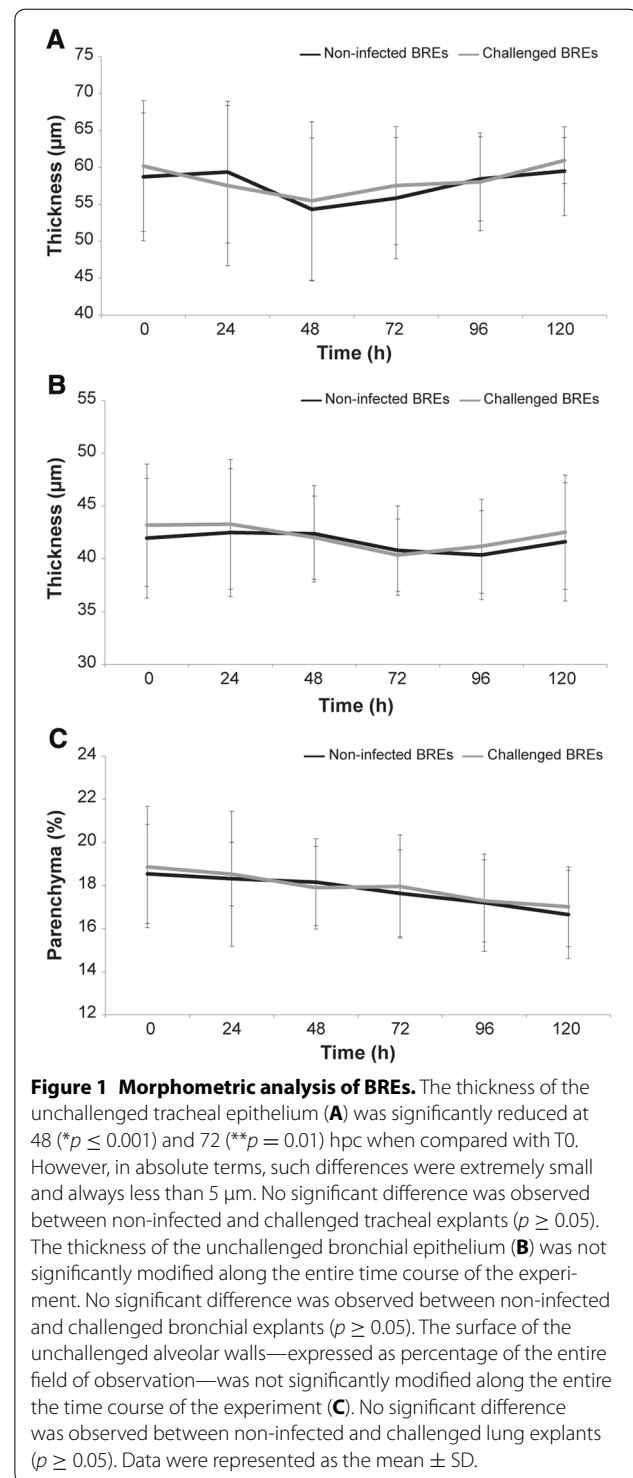 A
Non-infected BREs Challenged BREs
75
70
65
60
55
50
45
40
Thickness (µm)
0 24 48 72 96 120
Time (h)
B
Non-infected BREs Challenged BREs
55
50
45
40
35
30
Thickness (µm)
0 24 48 72 96 120
Time (h)
C
Non-infected BREs Challenged BREs
24
22
20
18
16
14
12
Parenchyma (%)
0 24 48 72 96 120
Time (h)
Figure 1 Morphometric analysis of BREs. The thickness of the
unchallenged tracheal epithelium (A) was significantly reduced at
48 (*p ≤ 0.001) and 72 (**p = 0.01) hpc when compared with T0.
However, in absolute terms, such differences were extremely small
and always less than 5 µm. No significant difference was observed
between non-infected and challenged tracheal explants (p ≥ 0.05).
The thickness of the unchallenged bronchial epithelium (B) was not
significantly modified along the entire time course of the experi-
ment. No significant difference was observed between non-infected
and challenged bronchial explants (p ≥ 0.05). The surface of the
unchallenged alveolar walls—expressed as percentage of the entire
field of observation—was not significantly modified along the entire
the time course of the experiment (C). No significant difference
was observed between non-infected and challenged lung explants
(p ≥ 0.05). Data were represented as the mean ± SD.